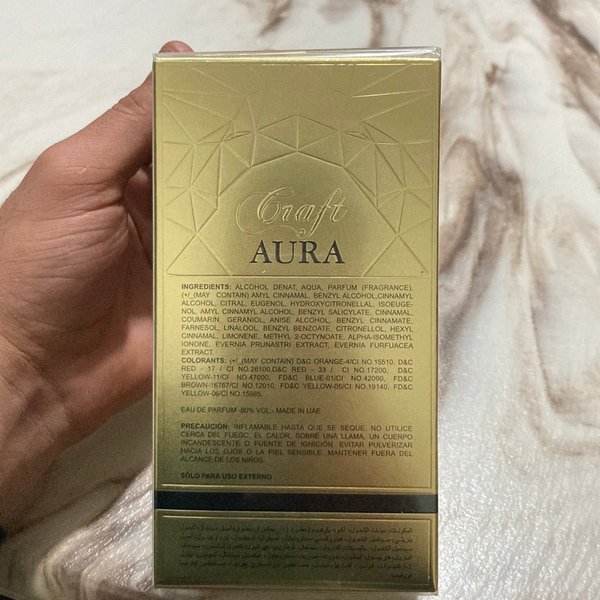 Craft
AURA
INGREDIENTS: ALCOHOL DENAT, AQUA, PARFUM (FRAGRANCE).
(+/_(MAY CONTAIN) AMYL CINNAMAL, BENZYL ALCOHOL,CINNAMYL
ALCOHOL, CITRAL, EUGENOL, HYDROXYCITRONELLAL, ISOEUGE-
NOL, AMYL CINNAMYL ALCOHOL, BENZYL SALICYLATE, CINNAMAL,
COUMARIN, GERANIOL, ANISE ALCOHOL, BENZYL CINNAMATE,
FARNESOL, LINALOOL, BENZYL BENZOATE, CITRONELLOL, HEXYL
CINNAMAL, LIMONENE, METHYL 2-OCTYNOATE, ALPHA-ISOMETHYL
IONONE, EVERNIA PRUNASTRI EXTRACT, EVERNIA FURFUACEA
EXTRACT.
COLORANTS: (+/_(MAY CONTAIN) D&C ORANGE-4/CI NO.15510, D&C
RED - 17 / CI NO.26100,D&C RED - 33 / CI NO.17200, D&C
YELLOW-11/CI NO.47000, FD&C BLUE-01/CI NO.42090, FD&C
BROWN-16787/CI NO.12010, FD&C YELLOW-05/CI NO.19140, FD&C
YELLOW-06/CI NO.15985.
EAU DE PARFUM -80% VOL - MADE IN UAE
PRECAUCIÓN: INFLAMABLE HASTA QUE SE SEQUE, NO UTILICE
CERCA DEL FUEGO, EL CALOR, SOBRE UNA LLAMA, UN CUERPO
INCANDESCENTE O FUENTE DE IGNICIÓN. EVITAR PULVERIZAR
HACIA LOS OJOS O LA PIEL SENSIBLE. MANTENER FUERA DEL
ALCANCE DE LOS NIÑOS.
SÓLO PARA USO EXTERNO